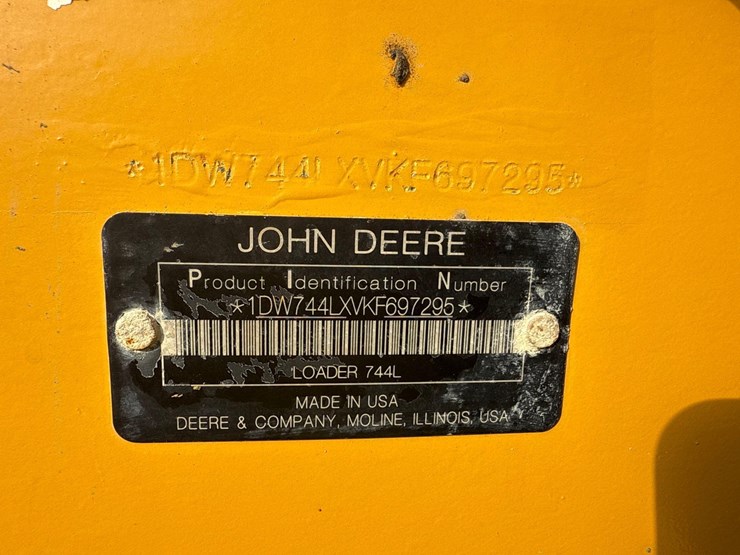 *1DW744LXVKF697295*
JOHN DEERE
Product Identification Number
*1DW744LXVKF697295*
LOADER 744L
MADE IN USA
DEERE & COMPANY, MOLINE, ILLINOIS, USA